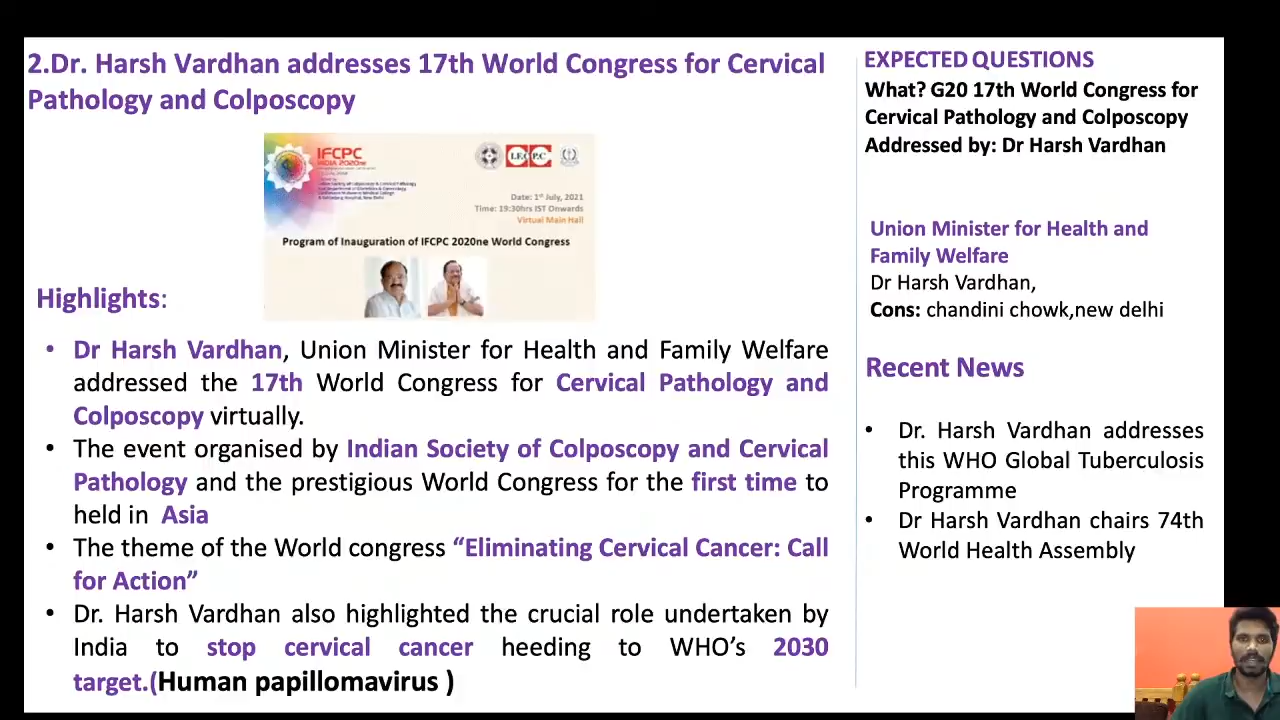 2.Dr. Harsh Vardhan addresses 17th World Congress for Cervical
Pathology and Colposcopy
IFCPC
INDIA 2020ne
I.F.C.P.C
Date: 1st July, 2021
Time: 19:30hrs IST Onwards
Virtual Main Hall
Program of Inauguration of IFCPC 2020ne World Congress
Highlights:
• Dr Harsh Vardhan, Union Minister for Health and Family Welfare
addressed the 17th World Congress for Cervical Pathology and
Colposcopy virtually.
• The event organised by Indian Society of Colposcopy and Cervical
Pathology and the prestigious World Congress for the first time to
held in Asia
• The theme of the World congress “Eliminating Cervical Cancer: Call
for Action”
• Dr. Harsh Vardhan also highlighted the crucial role undertaken by
India to stop cervical cancer heeding to WHO’s 2030
target.(Human papillomavirus )
EXPECTED QUESTIONS
What? G20 17th World Congress for
Cervical Pathology and Colposcopy
Addressed by: Dr Harsh Vardhan
Union Minister for Health and
Family Welfare
Dr Harsh Vardhan,
Cons: chandini chowk,new delhi
Recent News
• Dr. Harsh Vardhan addresses
this WHO Global Tuberculosis
Programme
• Dr Harsh Vardhan chairs 74th
World Health Assembly